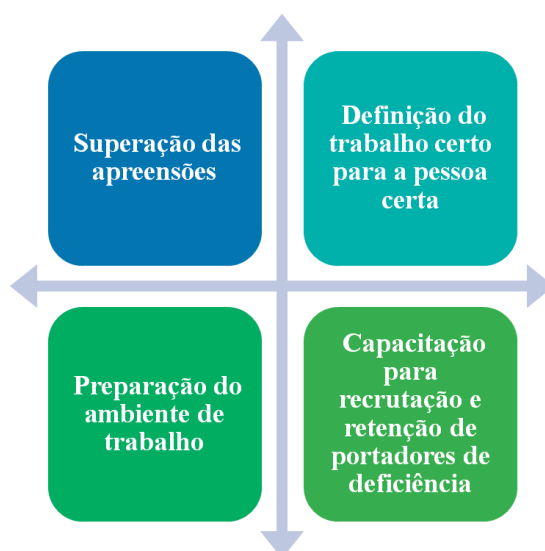 Superação das
apreensões
Definição do
trabalho certo
para a pessoa
certa
Preparação do
ambiente de
trabalho
Capacitação
para
recrutação e
retenção de
portadores de
deficiência